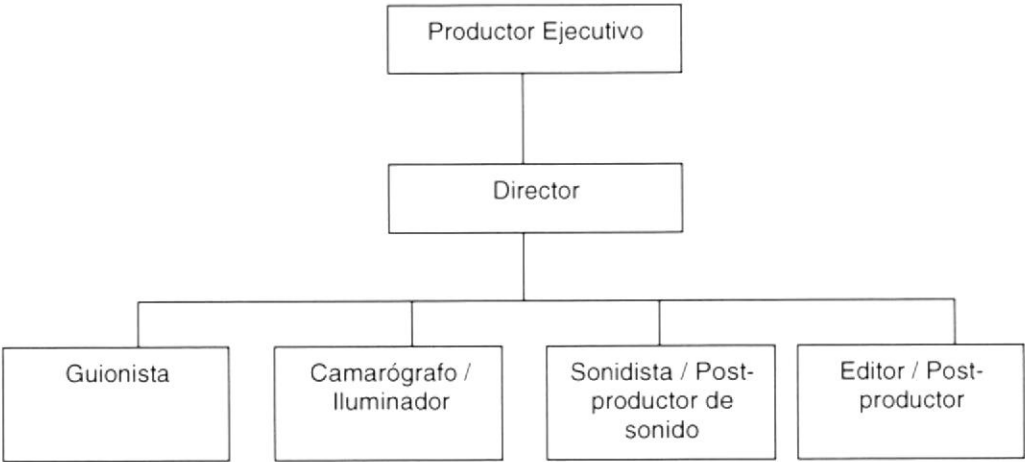 Productor Ejecutivo
Director
Guionista
Camarógrafo /
Iluminador
Sonidista / Post-
productor de
sonido
Editor / Post-
productor